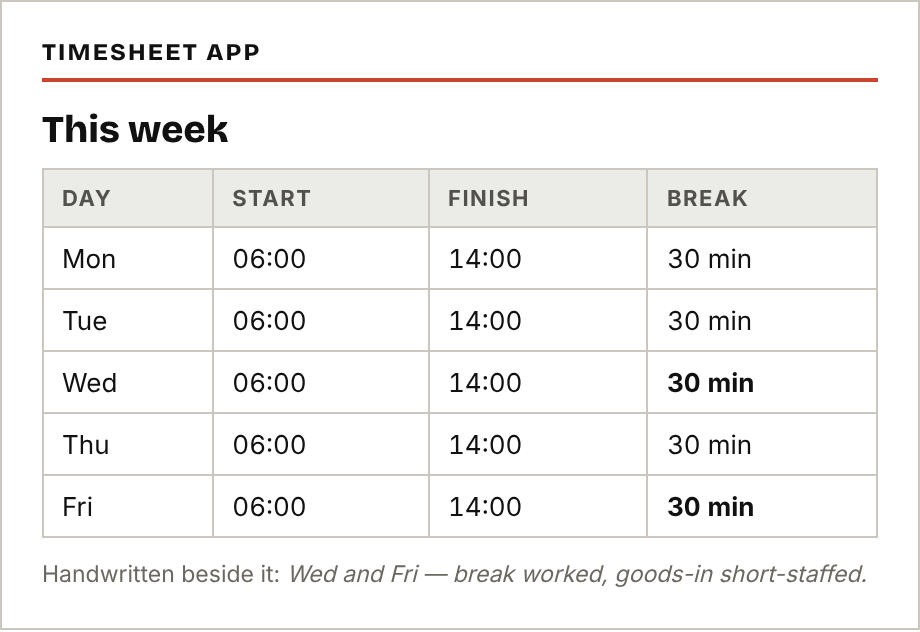 TIMESHEET APP
This week
DAY START FINISH BREAK
Mon 06:00 14:00 30 min
Tue 06:00 14:00 30 min
Wed 06:00 14:00 30 min
Thu 06:00 14:00 30 min
Fri 06:00 14:00 30 min
Handwritten beside it: Wed and Fri — break worked, goods-in short-staffed.